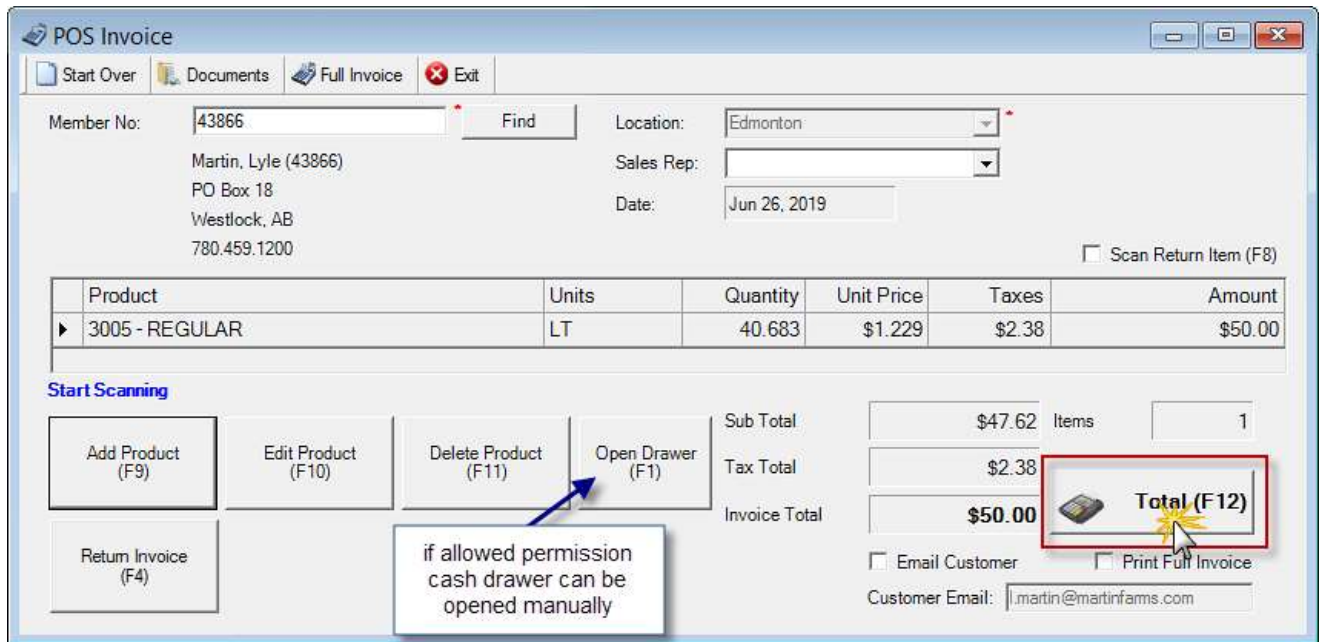 POS Invoice
Start Over Documents Full Invoice Exit
Member No: 43866 * Find Location: Edmonton *
Martin, Lyle (43866) Sales Rep:
PO Box 18
Westlock, AB Date: Jun 26, 2019
780.459.1200 Scan Return Item (F8)
Product Units Quantity Unit Price Taxes Amount
3005 - REGULAR LT 40.683 $1.229 $2.38 $50.00
Start Scanning
Sub Total $47.62 Items 1
Add Product (F9)
Edit Product (F10)
Delete Product (F11)
Open Drawer (F1)
Tax Total $2.38
Total (F12)
Invoice Total $50.00
Return Invoice (F4)
if allowed permission
cash drawer can be
opened manually
Email Customer Print Full Invoice
Customer Email: l.martin@martinfarms.com